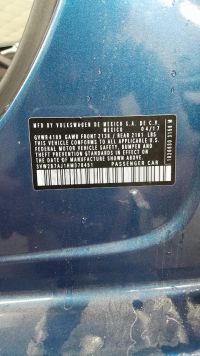 MFD BY VOLKSWAGEN DE MEXICO S.A. DE C.V.
MEXICO 04/17
GVWR 4189 GAWR FRONT 2138 / REAR 2101 LBS
THIS VEHICLE CONFORMS TO ALL APPLICABLE U.S.
FEDERAL MOTOR VEHICLE SAFETY, BUMPER AND
THEFT PREVENTION STANDARDS IN EFFECT ON THE
DATE OF MANUFACTURE SHOWN ABOVE.
PASSENGER CAR